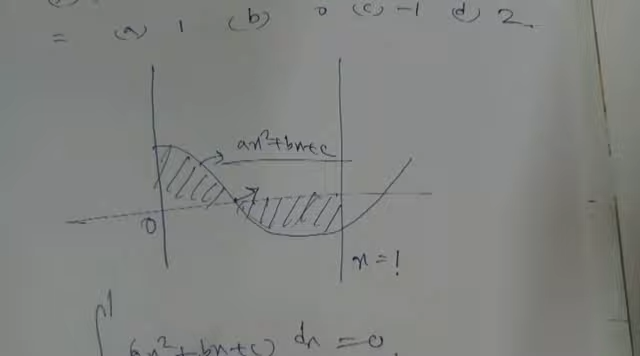 = (a) 1 (b) 0 (c) -1 (d) 2
ax²+bx+c
0
x = 1
∫ (ax²+bx+c) dx = 0